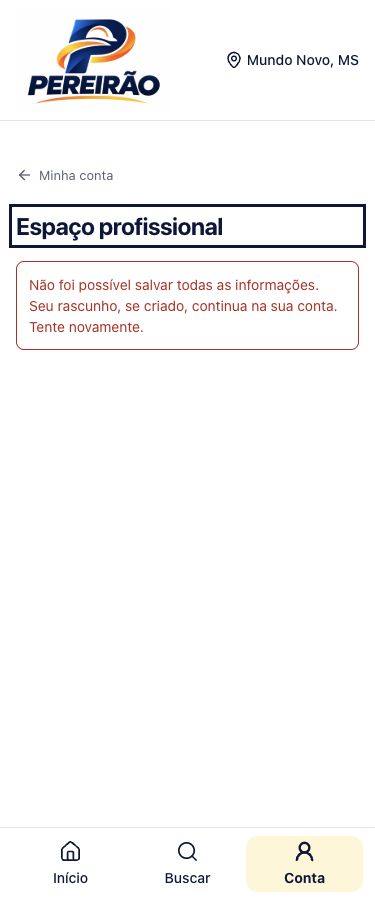 PEREIRÃO
Mundo Novo, MS
Minha conta
Espaço profissional
Não foi possível salvar todas as informações.
Seu rascunho, se criado, continua na sua conta.
Tente novamente.
Início
Buscar
Conta